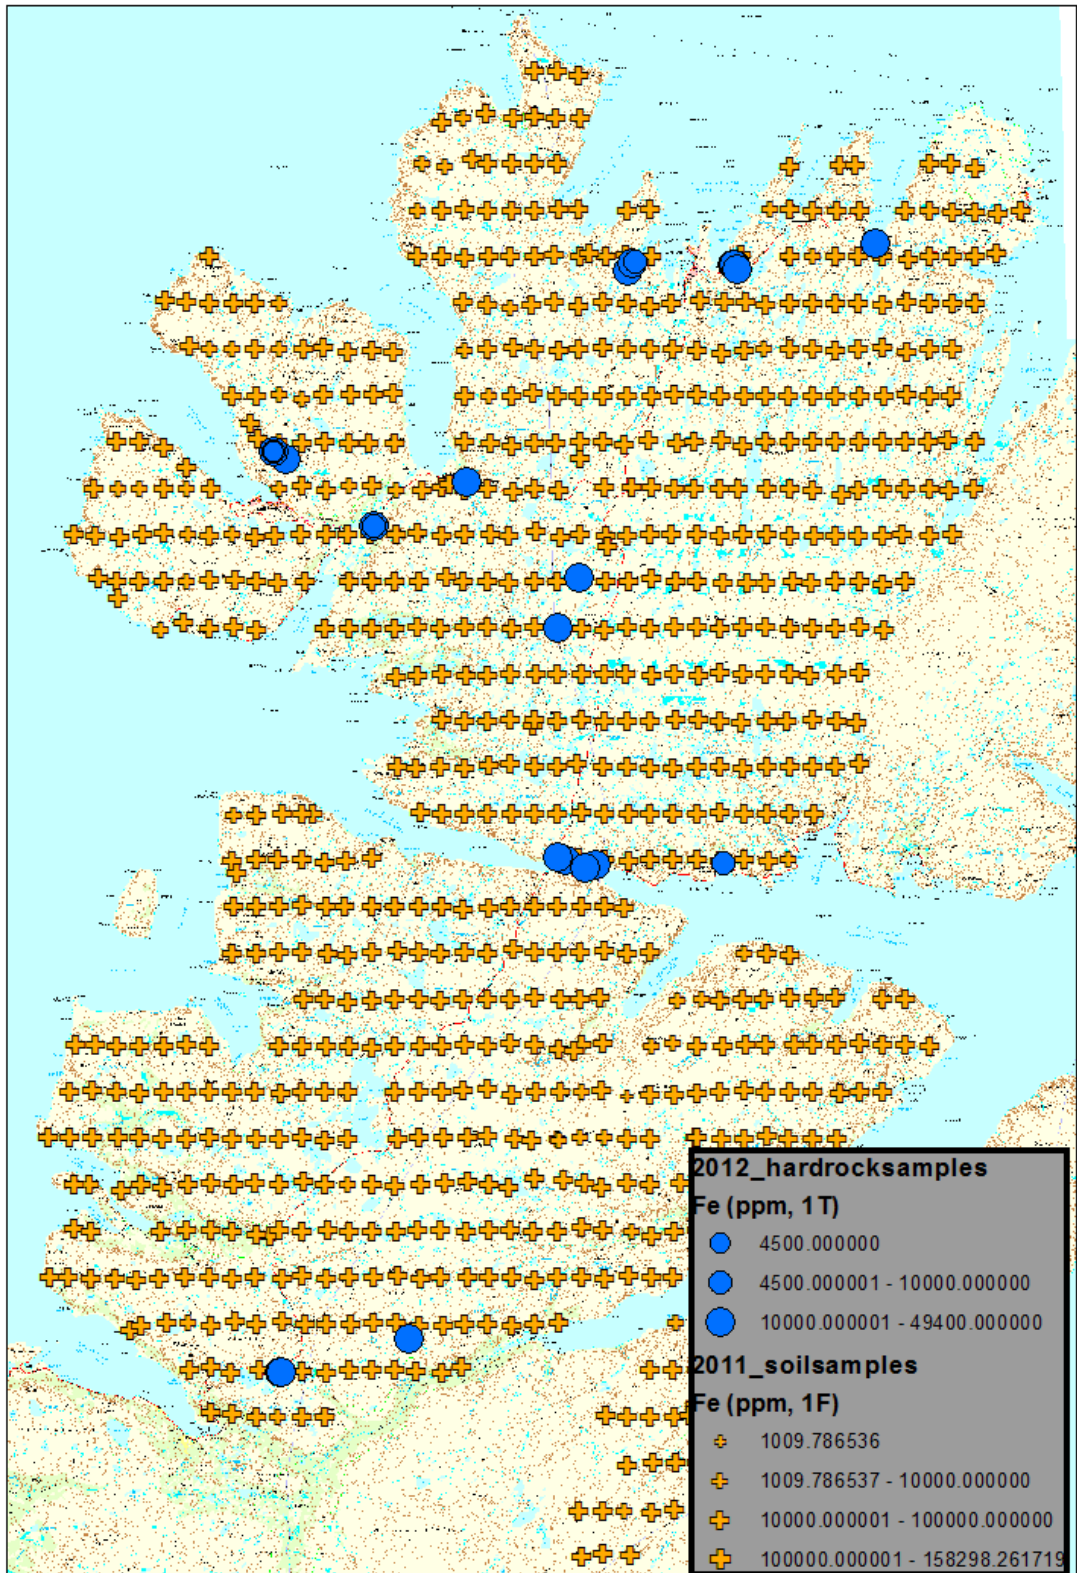 2012_hardrocksamples
Fe (ppm, 1T)
4500.000000
4500.000001 - 10000.000000
10000.000001 - 49400.000000
2011_soilsamples
Fe (ppm, 1F)
1009.786536
1009.786537 - 10000.000000
10000.000001 - 100000.000000
100000.000001 - 158298.261719